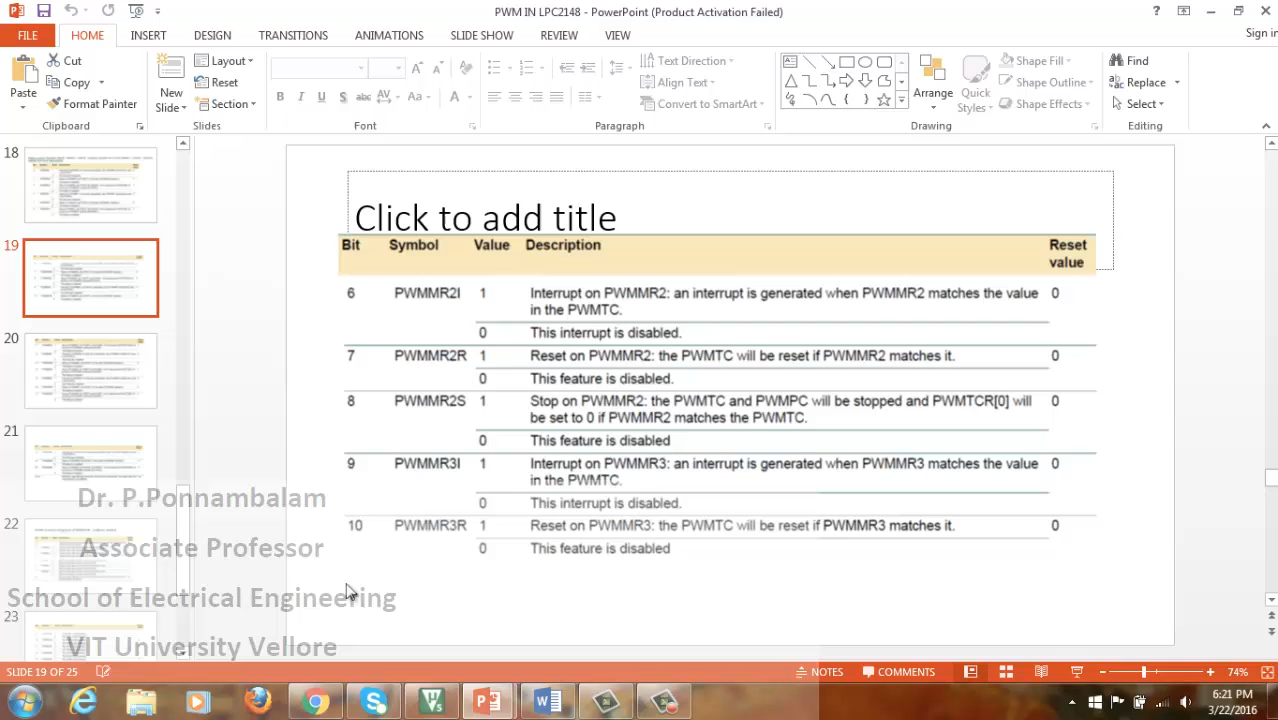 PWM IN LPC2148 - PowerPoint (Product Activation Failed)
FILE HOME INSERT DESIGN TRANSITIONS ANIMATIONS SLIDE SHOW REVIEW VIEW Sign in
Paste
Cut
Copy
Format Painter
Clipboard
New Slide
Layout
Reset
Section
Slides
Font
Text Direction
Align Text
Convert to SmartArt
Paragraph
Arrange
Quick Styles
Shape Fill
Shape Outline
Shape Effects
Drawing
Find
Replace
Select
Editing
18
19
20
21
22
23
Click to add title
Bit Symbol Value Description Reset value
6 PWMMR2I 1 Interrupt on PWMMR2: an interrupt is generated when PWMMR2 matches the value 0
in the PWMTC.
0 This interrupt is disabled.
7 PWMMR2R 1 Reset on PWMMR2: the PWMTC will be reset if PWMMR2 matches it. 0
0 This feature is disabled.
8 PWMMR2S 1 Stop on PWMMR2: the PWMTC and PWMPC will be stopped and PWMTCR[0] will 0
be set to 0 if PWMMR2 matches the PWMTC.
0 This feature is disabled
9 PWMMR3I 1 Interrupt on PWMMR3: an interrupt is generated when PWMMR3 matches the value 0
in the PWMTC.
0 This interrupt is disabled.
10 PWMMR3R 1 Reset on PWMMR3: the PWMTC will be reset if PWMMR3 matches it. 0
0 This feature is disabled
Dr. P.Ponnambalam
Associate Professor
School of Electrical Engineering
VIT University Vellore
SLIDE 19 OF 25 NOTES COMMENTS 74%
6:21 PM
3/22/2016